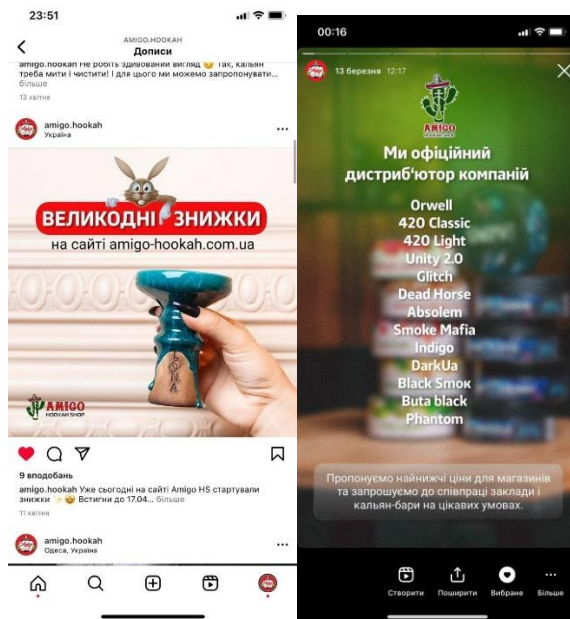 23:51
AMIGO.HOOKAH
Дописи
amigo.hookah Не робіть здивований вигляд Так, кальян
треба мити і чистити! І для цього ми можемо запропонувати...
більше
13 квітня
amigo.hookah
Україна
ВЕЛИКОДНІ ЗНИЖКИ
на сайті amigo-hookah.com.ua
LONA
AMIGO
HOOKAH SHOP
9 вподобань
amigo.hookah Уже сьогодні на сайті Amigo HS стартували
знижки Встигни до 17.04... більше
11 квітня
amigo.hookah
Одеса, Україна
00:16
13 березня 12:17
AMIGO
HOOKAH SHOP
Ми офіційний
дистриб'ютор компаній
Orwell
420 Classic
420 Light
Unity 2.0
Glitch
Dead Horse
Absolem
Smoke Mafia
Indigo
DarkUa
Black Smok
Buta black
Phantom
Пропонуємо найнижчі ціни для магазинів
та запрошуємо до співпраці заклади і
кальян-бари на цікавих умовах.
Створити Поширити Вибране Більше